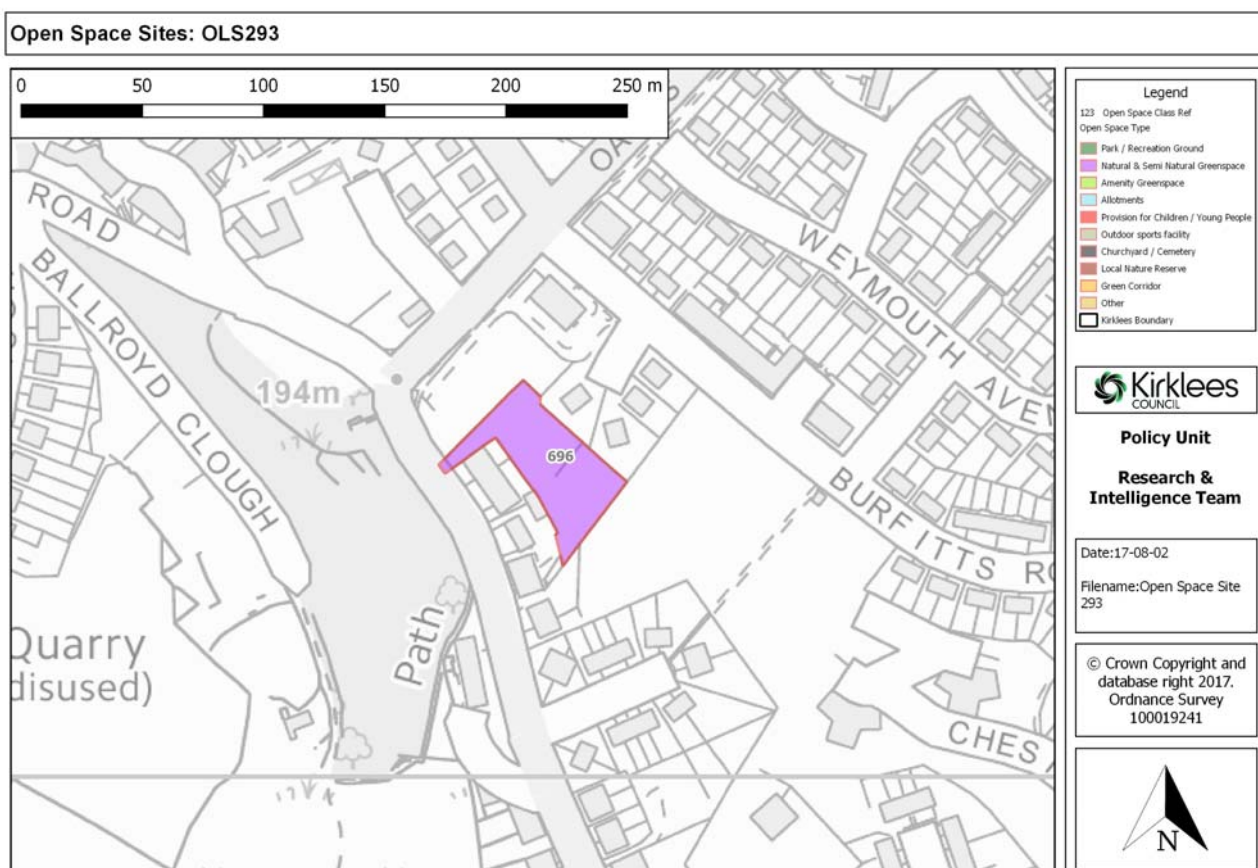 Open Space Sites: OLS293
0 50 100 150 200 250 m
ROAD
BALLROYD CLOUGH
194m
WEYMOUTH AVE
696
BURFITTS RO
Path
Quarry
disused)
CHES
Legend
123 Open Space Class Ref
Open Space Type
Park / Recreation Ground
Natural & Semi Natural Greenspace
Amenity Greenspace
Allotments
Provision for Children / Young People
Outdoor sports facility
Churchyard / Cemetery
Local Nature Reserve
Green Corridor
Other
Kirklees Boundary
Kirklees
COUNCIL
Policy Unit
Research &
Intelligence Team
Date:17-08-02
Filename:Open Space Site
293
© Crown Copyright and
database right 2017.
Ordnance Survey
100019241
N